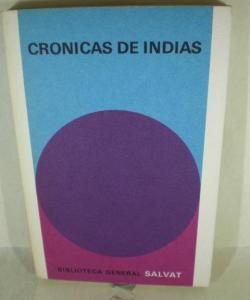 CRONICAS DE INDIAS
BIBLIOTECA GENERAL SALVAT